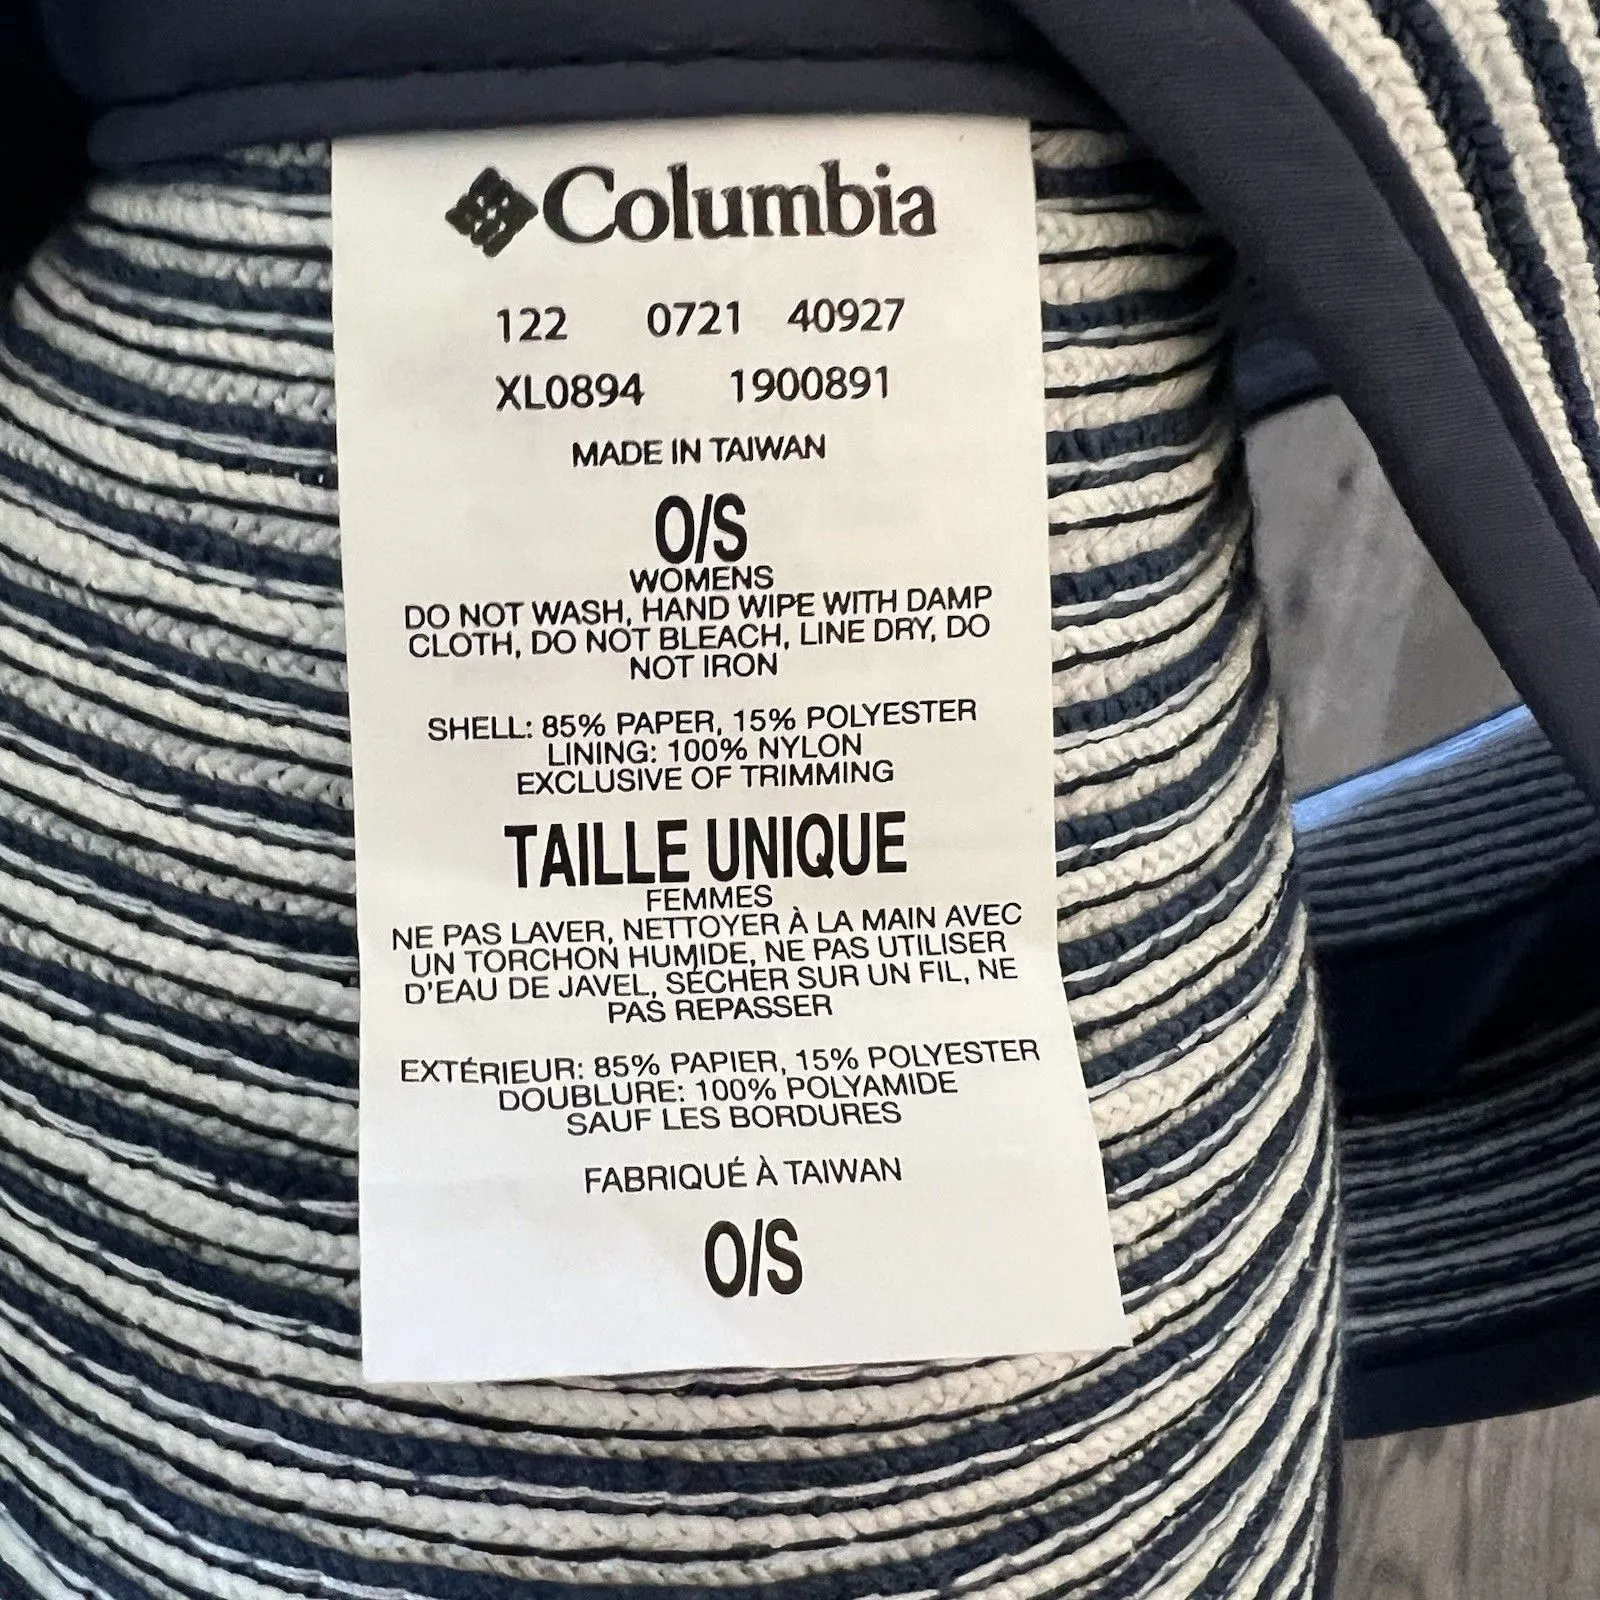 Columbia
122 0721 40927
XL0894 1900891
MADE IN TAIWAN
O/S
WOMENS
DO NOT WASH, HAND WIPE WITH DAMP
CLOTH, DO NOT BLEACH, LINE DRY, DO
NOT IRON
SHELL: 85% PAPER, 15% POLYESTER
LINING: 100% NYLON
EXCLUSIVE OF TRIMMING
TAILLE UNIQUE
FEMMES
NE PAS LAVER, NETTOYER À LA MAIN AVEC
UN TORCHON HUMIDE, NE PAS UTILISER
D'EAU DE JAVEL, SÉCHER SUR UN FIL, NE
PAS REPASSER
EXTÉRIEUR: 85% PAPIER, 15% POLYESTER
DOUBLURE: 100% POLYAMIDE
SAUF LES BORDURES
FABRIQUÉ À TAIWAN
O/S